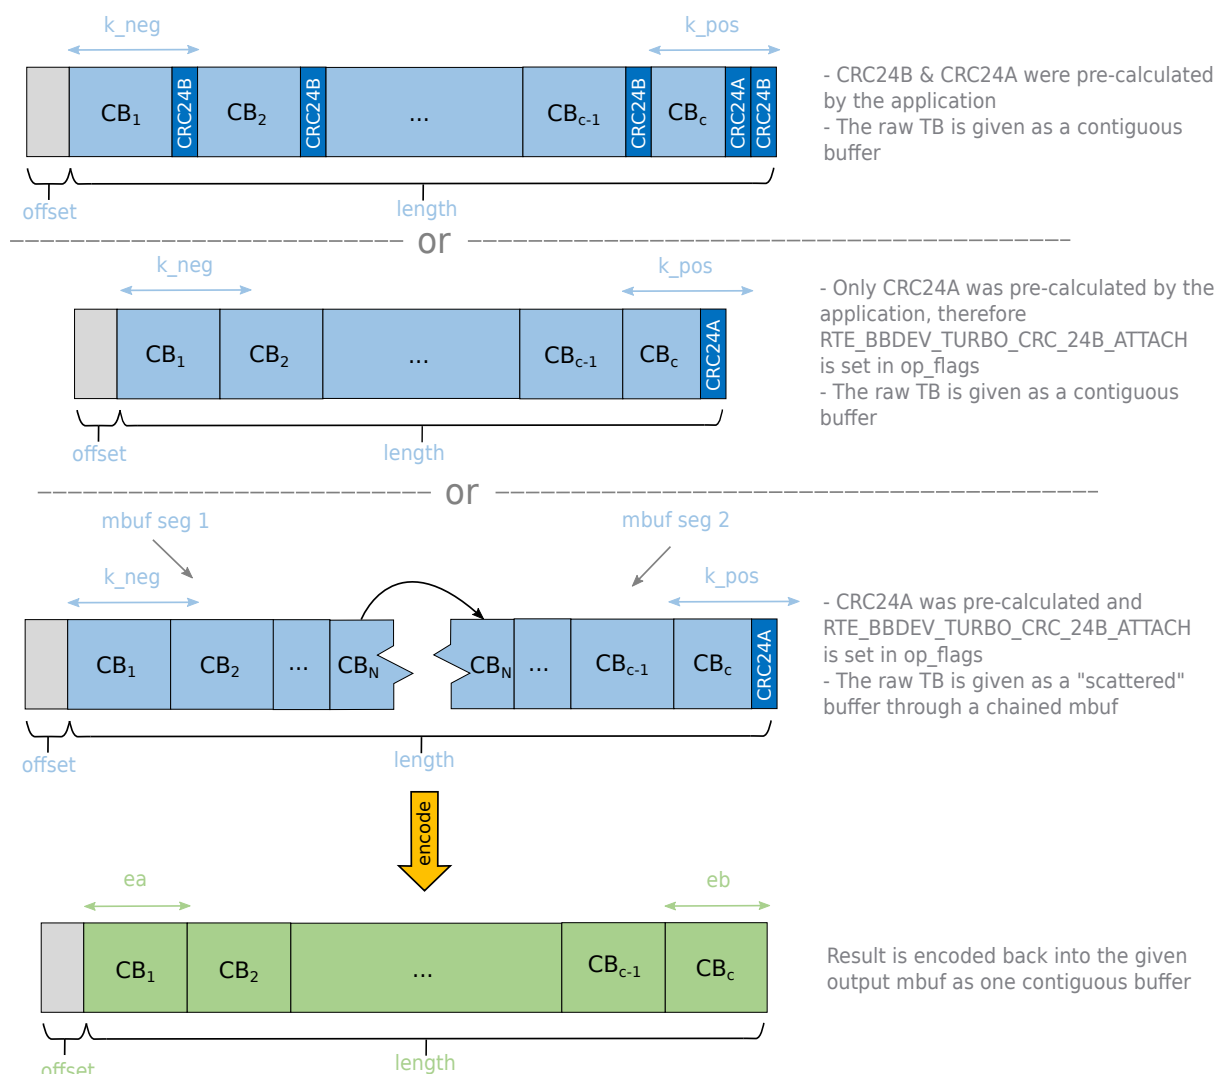 k_neg
k_pos
CB1
CRC24B
CB2
CRC24B
...
CBc-1
CRC24B
CBc
CRC24A
CRC24B
- CRC24B & CRC24A were pre-calculated
by the application
- The raw TB is given as a contiguous
buffer
offset
length
or
k_neg
k_pos
CB1
CB2
...
CBc-1
CBc
CRC24A
- Only CRC24A was pre-calculated by the
application, therefore
RTE_BBDEV_TURBO_CRC_24B_ATTACH
is set in op_flags
- The raw TB is given as a contiguous
buffer
offset
length
or
mbuf seg 1
mbuf seg 2
k_neg
k_pos
CB1
CB2
...
CBN
CBN
...
CBc-1
CBc
CRC24A
- CRC24A was pre-calculated and
RTE_BBDEV_TURBO_CRC_24B_ATTACH
is set in op_flags
- The raw TB is given as a "scattered"
buffer through a chained mbuf
offset
length
encode
ea
eb
CB1
CB2
...
CBc-1
CBc
Result is encoded back into the given
output mbuf as one contiguous buffer
offset
length